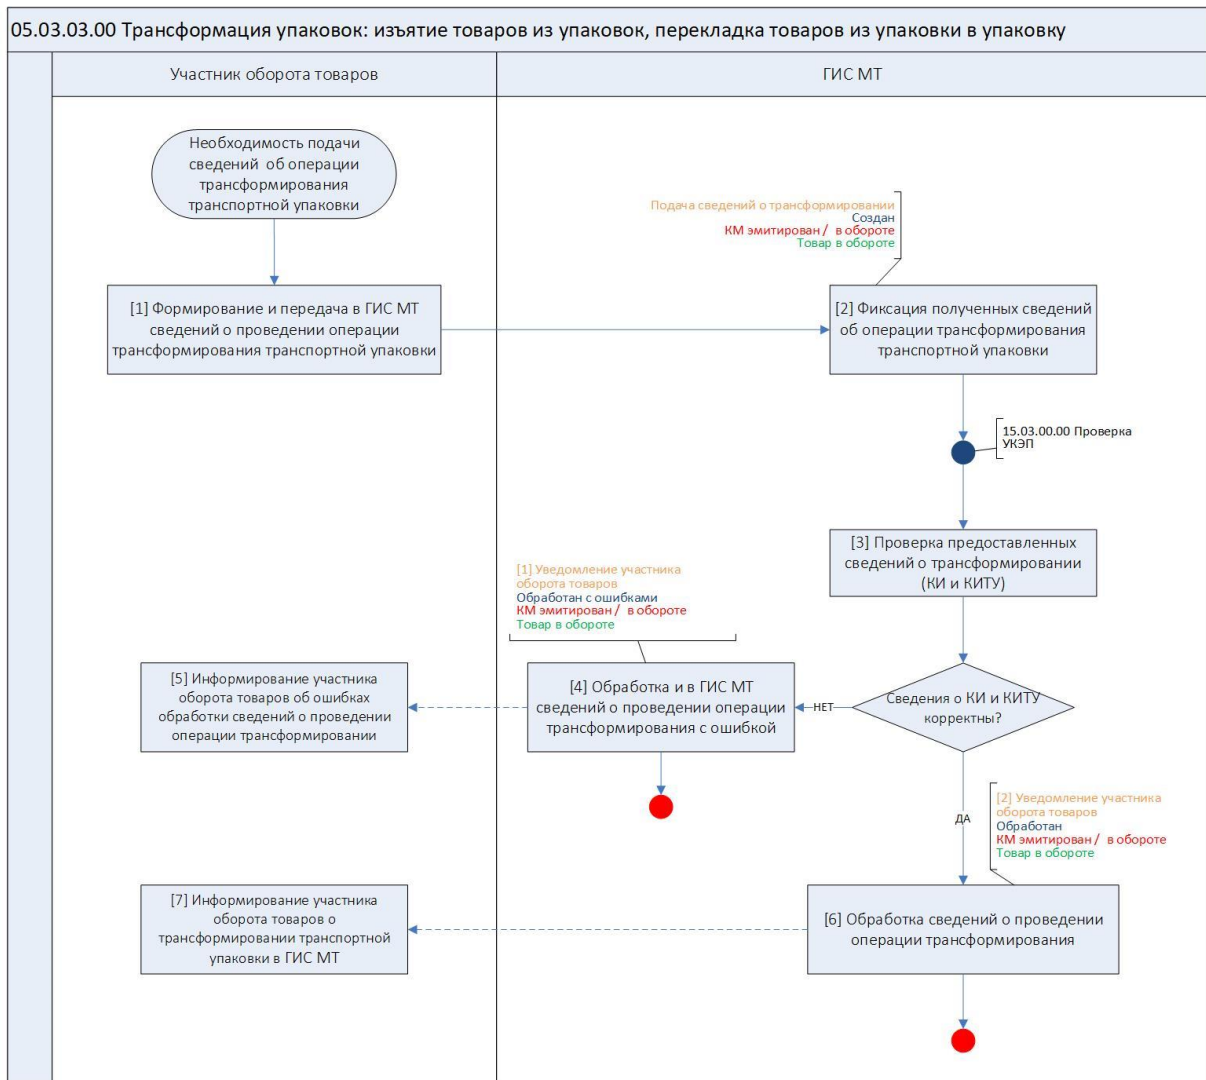 05.03.03.00 Трансформация упаковок: изъятие товаров из упаковок, перекладка товаров из упаковки в упаковку
Участник оборота товаров
ГИС МТ
Необходимость подачи
сведений об операции
трансформирования
транспортной упаковки
Подача сведений о трансформировании
Создан
КМ эмитирован / в обороте
Товар в обороте
[1] Формирование и передача в ГИС МТ
сведений о проведении операции
трансформирования транспортной упаковки
[2] Фиксация полученных сведений
об операции трансформирования
транспортной упаковки
15.03.00.00 Проверка
УКЭП
[3] Проверка предоставленных
сведений о трансформировании
(КИ и КИТУ)
[1] Уведомление участника
оборота товаров
Обработан с ошибками
КМ эмитирован / в обороте
Товар в обороте
[5] Информирование участника
оборота товаров об ошибках
обработки сведений о проведении
операции трансформировании
[4] Обработка и в ГИС МТ
сведений о проведении операции
трансформирования с ошибкой
НЕТ
Сведения о КИ и КИТУ
корректны?
ДА
[2] Уведомление участника
оборота товаров
Обработан
КМ эмитирован / в обороте
Товар в обороте
[7] Информирование участника
оборота товаров о
трансформировании транспортной
упаковки в ГИС МТ
[6] Обработка сведений о проведении
операции трансформирования